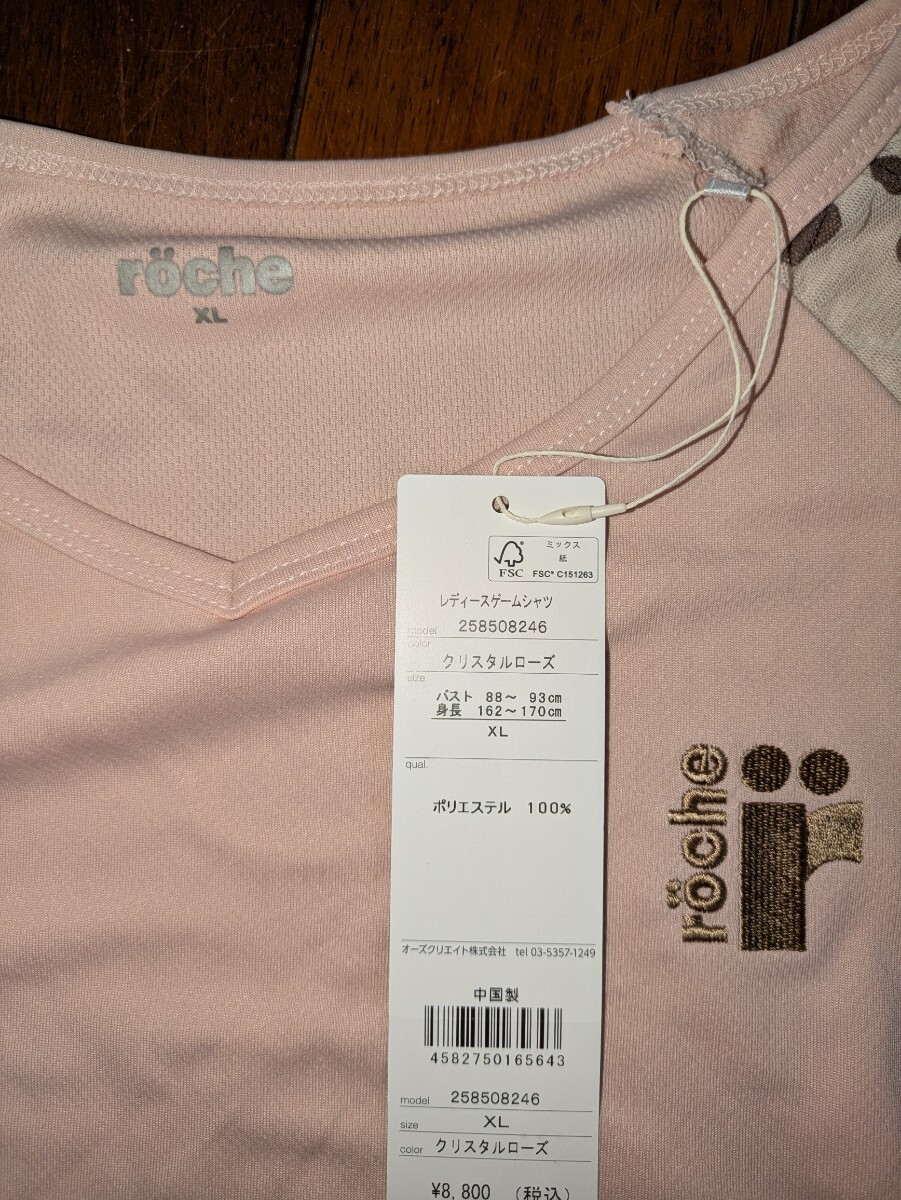 röche
XL
ミックス
紙
FSC
FSC® C151263
レディースゲームシャツ
model 258508246
color
クリスタルローズ
size
バスト 88～ 93cm
身長 162～170cm
XL
qual.
ポリエステル 100%
röche
オーズクリエイト株式会社 tel 03-5357-1249
中国製
4582750165643
model 258508246
size XL
color クリスタルローズ
¥8,800 (税込)